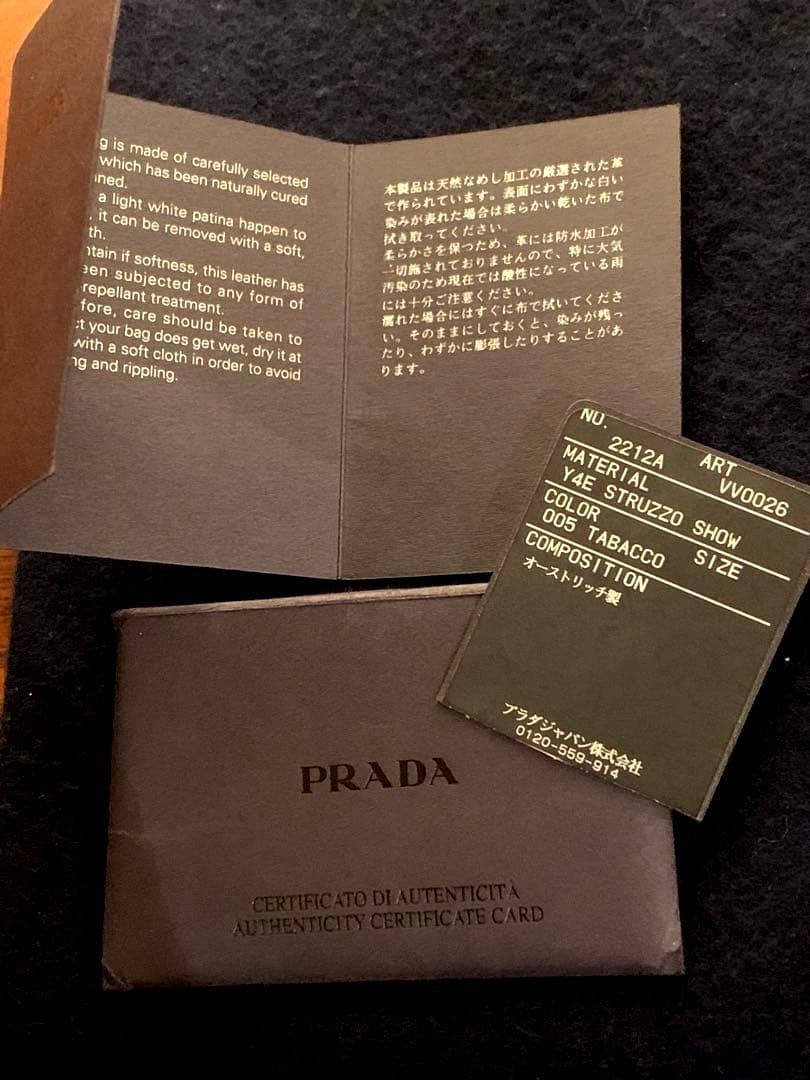 g is made of carefully selected
which has been naturally cured
ned.
a light white patina happen to
, it can be removed with a soft,
th.
ntain if softness, this leather has
een subjected to any form of
repellant treatment.
fore, care should be taken to
ct your bag does get wet, dry it at
with a soft cloth in order to avoid
ng and rippling.
本製品は天然なめし加工の厳選された革
で作られています。表面にわずかな白い
染みが表れた場合は柔らかい乾いた布で
拭き取ってください。
柔らかさを保つため、革には防水加工が
一切施されておりませんので、特に大気
汚染のため現在では酸性になっている雨
には十分ご注意ください。
濡れた場合にはすぐに布で拭いてくださ
い。そのままにしておくと、染みが残っ
たり、わずかに膨張したりすることがあ
ります。
NO. ART
2212A VV0026
MATERIAL
Y4E STRUZZO SHOW
COLOR SIZE
005 TABACCO
COMPOSITION
オーストリッチ製
プラダジャパン株式会社
0120-559-914
PRADA
CERTIFICATO DI AUTENTICITÀ
AUTHENTICITY CERTIFICATE CARD